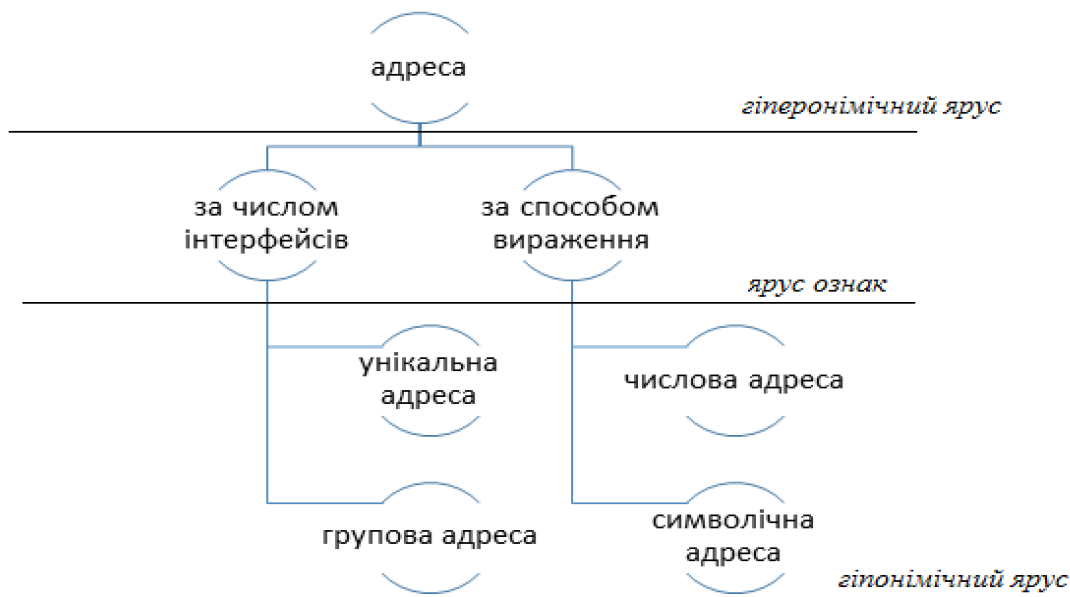 адреса
гіперонімічний ярус
за числом
інтерфейсів
за способом
вираження
ярус ознак
унікальна
адреса
числова адреса
групова адреса
символічна
адреса
гіпонімічний ярус